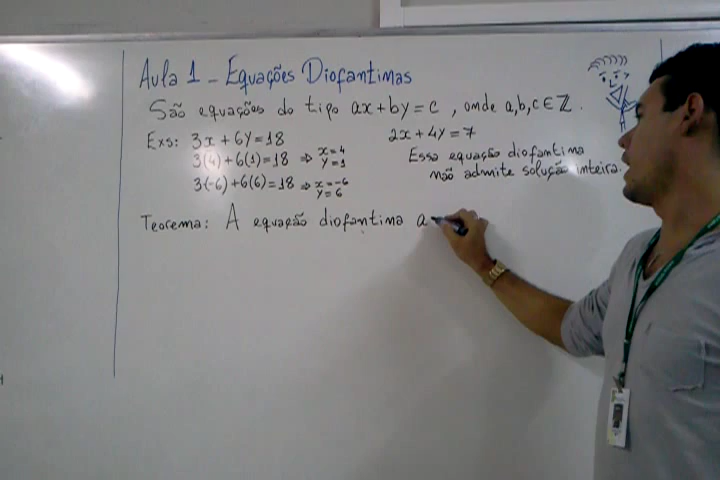 Aula 1 - Equações Diofantinas
São equações do tipo ax + by = c , onde a,b,c ∈ Z .
Exs: 3x + 6y = 18
3(4) + 6(1) = 18 ⇒ x = 4
y = 1
3(-6) + 6(6) = 18 ⇒ x = -6
y = 6
2x + 4y = 7
Essa equação diofantina
não admite solução inteira.
Teorema: A equação diofantina a